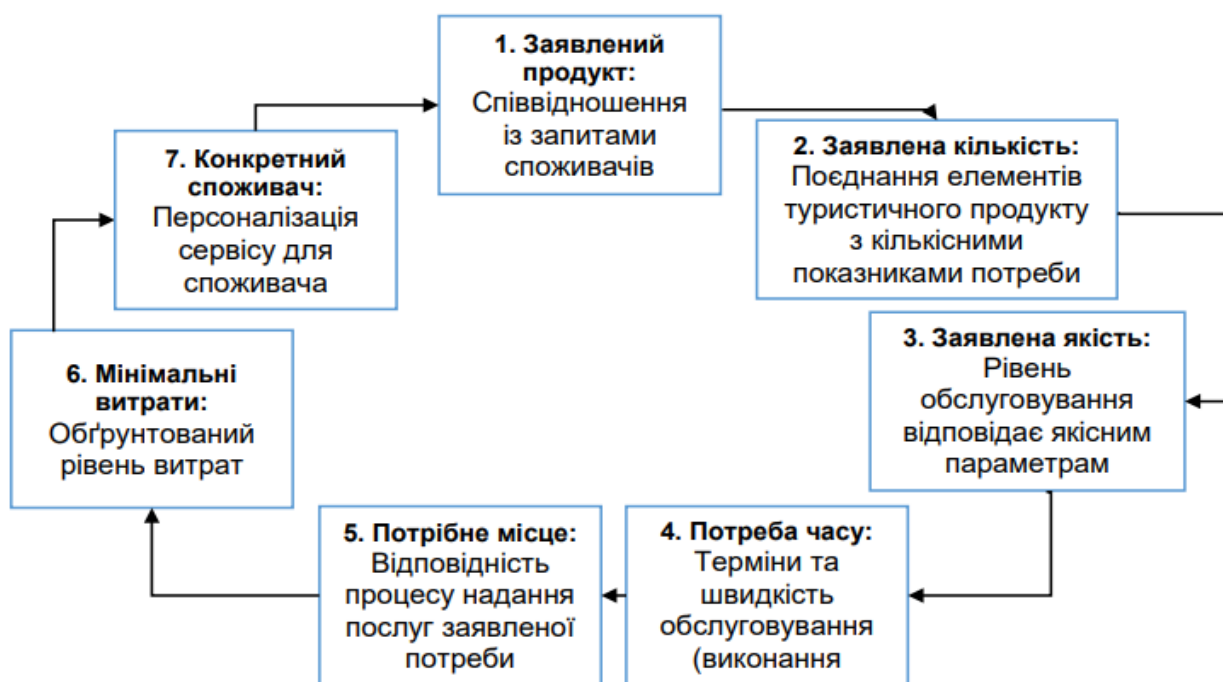 1. Заявлений
продукт:
Співвідношення
із запитами
споживачів
2. Заявлена кількість:
Поєднання елементів
туристичного продукту
з кількісними
показниками потреби
3. Заявлена якість:
Рівень
обслуговування
відповідає якісним
параметрам
4. Потреба часу:
Терміни та
швидкість
обслуговування
(виконання
5. Потрібне місце:
Відповідність
процесу надання
послуг заявленої
потреби
6. Мінімальні
витрати:
Обґрунтований
рівень витрат
7. Конкретний
споживач:
Персоналізація
сервісу для
споживача